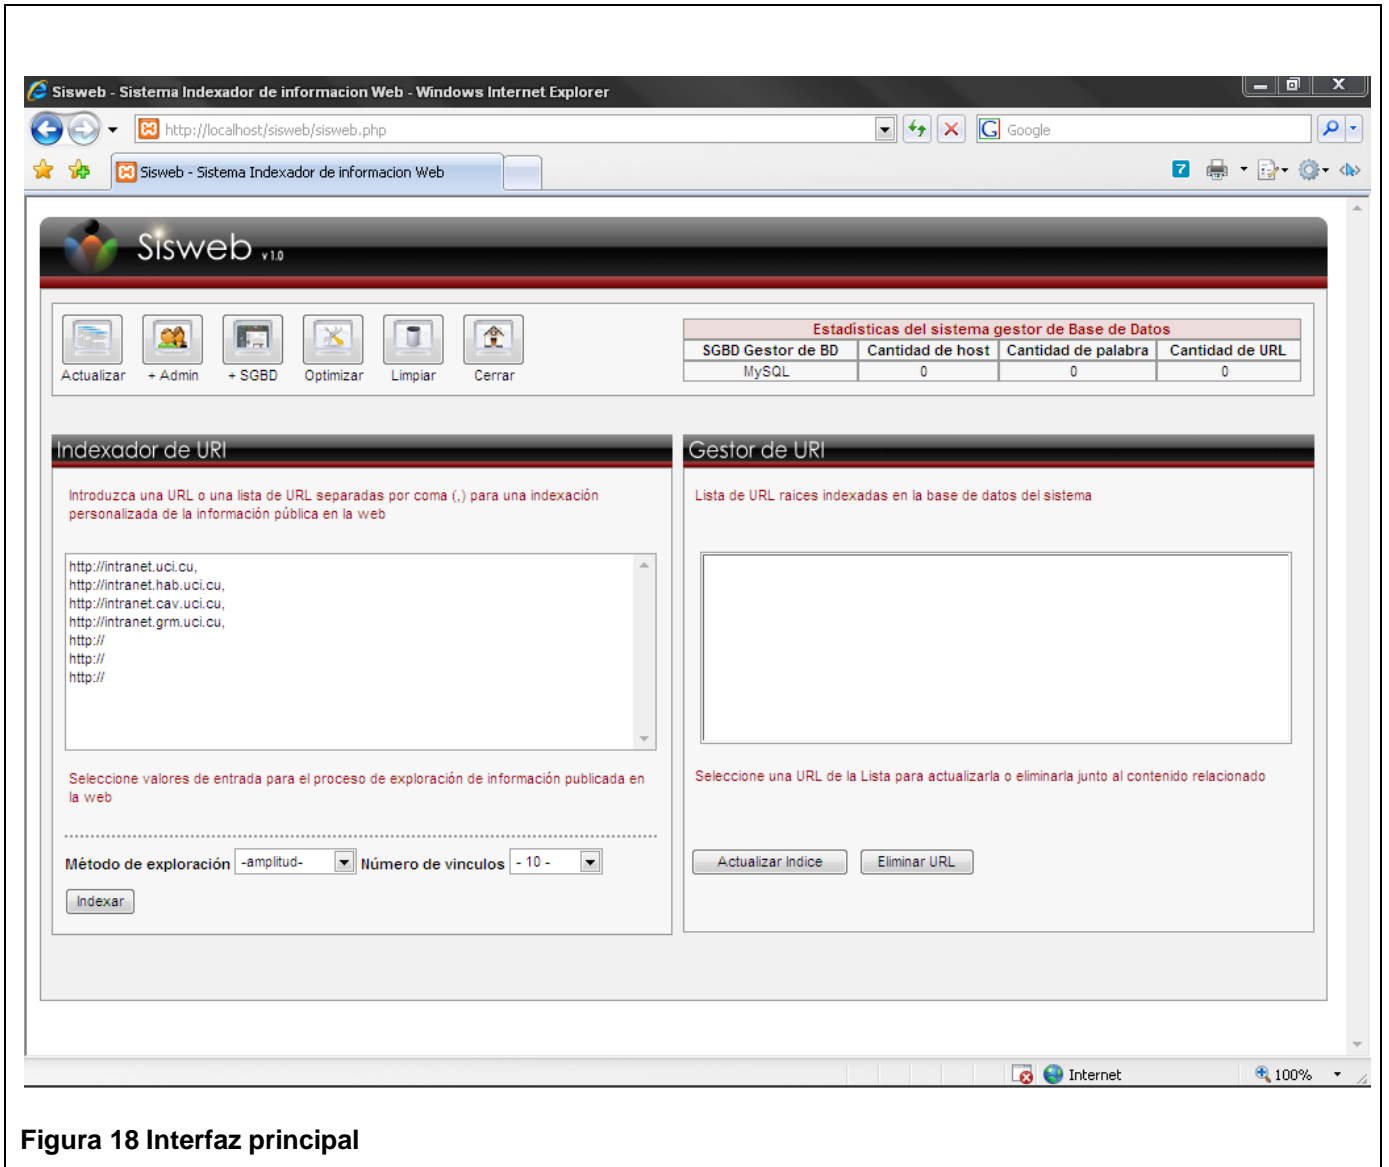 Sisweb - Sistema Indexador de informacion Web - Windows Internet Explorer
http://localhost/sisweb/sisweb.php
Google
Sisweb - Sistema Indexador de informacion Web
Sisweb v 1.0
Actualizar + Admin + SGBD Optimizar Limpiar Cerrar
Estadísticas del sistema gestor de Base de Datos
SGBD Gestor de BD Cantidad de host Cantidad de palabra Cantidad de URL
MySQL 0 0 0
Indexador de URI
Introduzca una URL o una lista de URL separadas por coma (,) para una indexación
personalizada de la información pública en la web
http://intranet.uci.cu,
http://intranet.hab.uci.cu,
http://intranet.cav.uci.cu,
http://intranet.grm.uci.cu,
http://
http://
http://
Seleccione valores de entrada para el proceso de exploración de información publicada en
la web
Método de exploración -amplitud- Número de vinculos - 10 -
Indexar
Gestor de URI
Lista de URL raices indexadas en la base de datos del sistema
Seleccione una URL de la Lista para actualizarla o eliminarla junto al contenido relacionado
Actualizar Indice Eliminar URL
Internet 100%
Figura 18 Interfaz principal